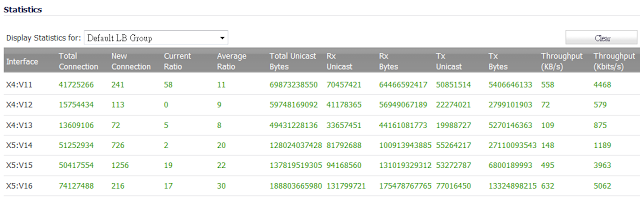 Statistics
Display Statistics for: Default LB Group Clear
Interface Total Connection New Connection Current Ratio Average Ratio Total Unicast Bytes Rx Unicast Rx Bytes Tx Unicast Tx Bytes Throughput (KB/s) Throughput (Kbits/s)
X4:V11 41725266 241 58 11 69873238550 70457421 64466592417 50851514 5406646133 558 4468
X4:V12 15754434 113 0 9 59748169092 41178365 56949067189 22274021 2799101903 72 579
X4:V13 13609106 72 5 8 49431228136 33657451 44161081773 19988727 5270146363 109 875
X5:V14 51252934 726 2 20 128024037428 81792688 100913943885 55264217 27110093543 148 1189
X5:V15 50417554 1256 19 22 137819519305 94168560 131019329312 53272787 6800189993 495 3963
X5:V16 74127488 216 17 30 188803665980 131799721 175478767765 77016450 13324898215 632 5062